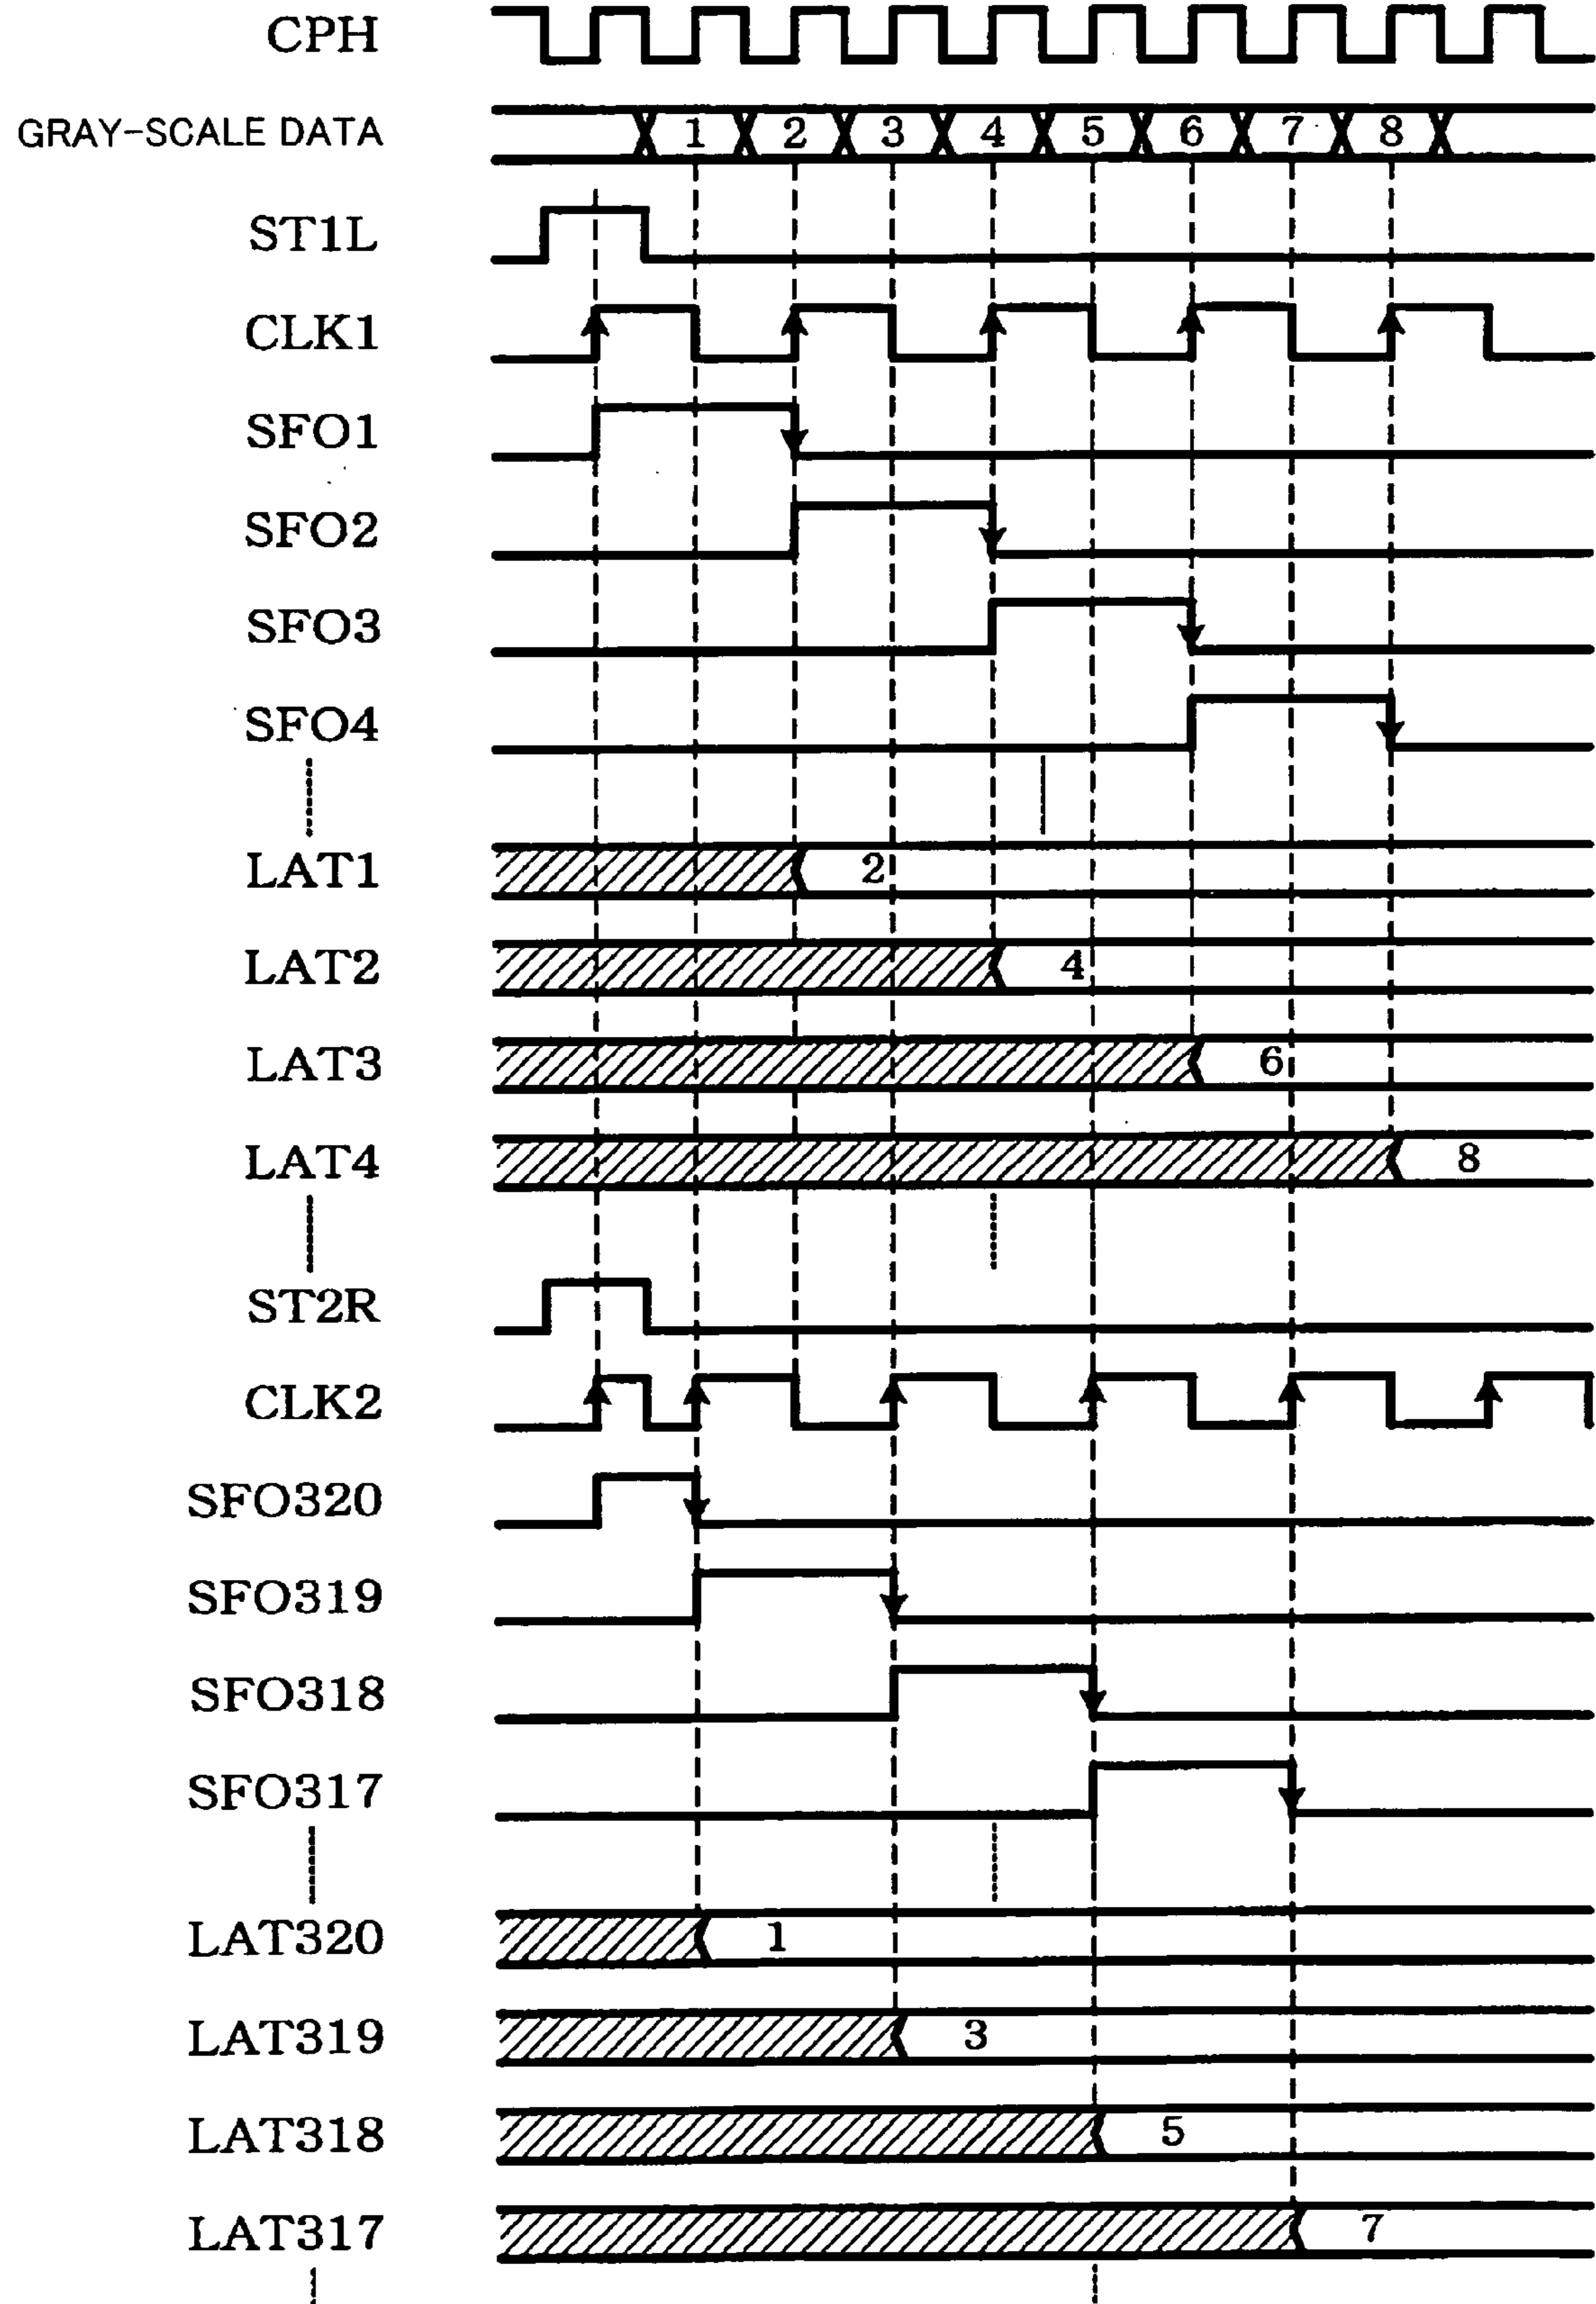 CPH
GRAY-SCALE DATA 1 2 3 4 5 6 7 8
ST1L
CLK1
SFO1
SFO2
SFO3
SFO4
LAT1 2
LAT2 4
LAT3 6
LAT4 8
ST2R
CLK2
SFO320
SFO319
SFO318
SFO317
LAT320 1
LAT319 3
LAT318 5
LAT317 7